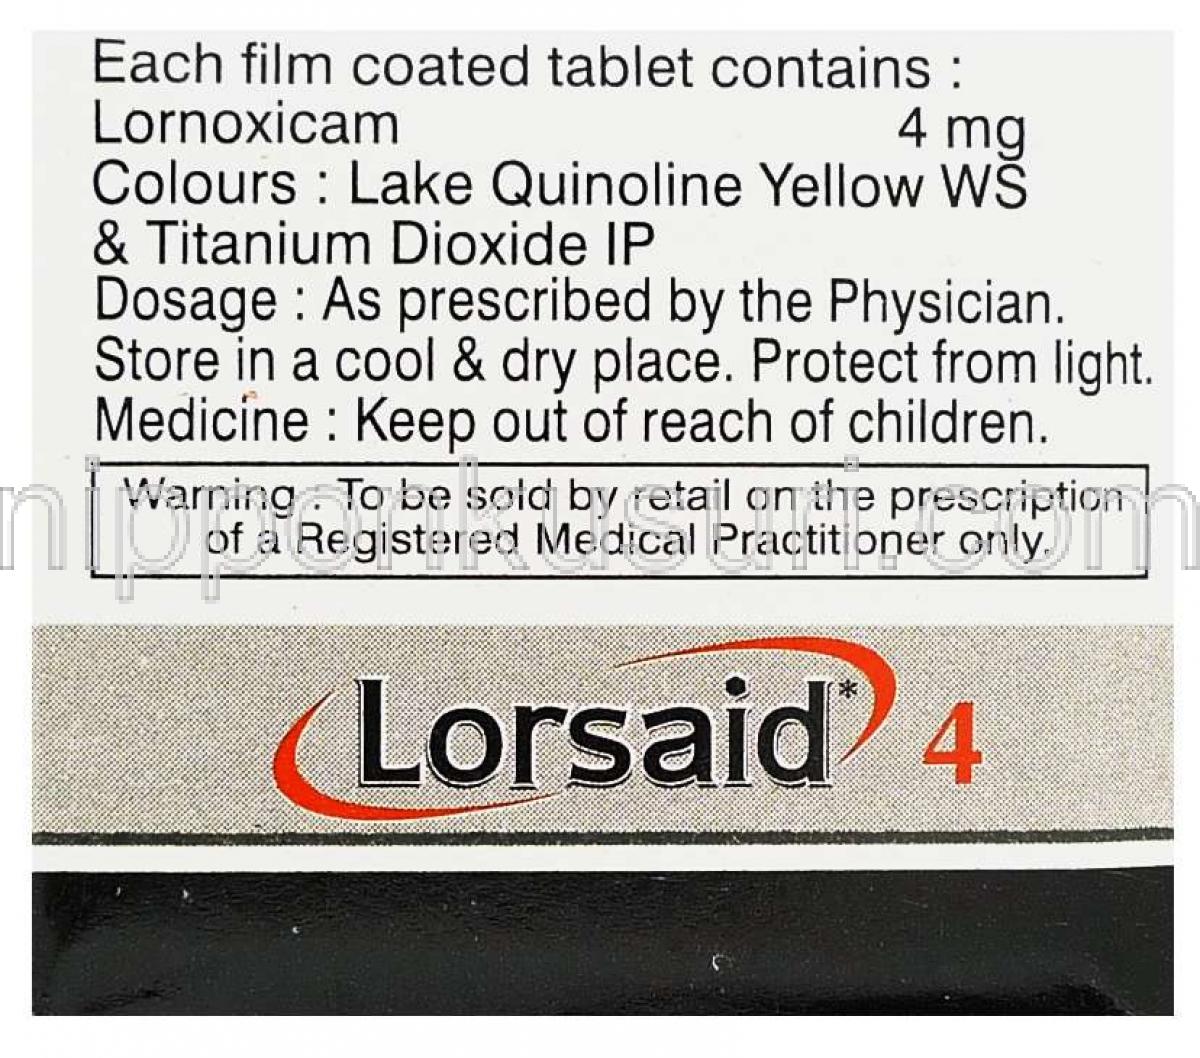 Each film coated tablet contains :
Lornoxicam 4 mg
Colours : Lake Quinoline Yellow WS
& Titanium Dioxide IP
Dosage : As prescribed by the Physician.
Store in a cool & dry place. Protect from light.
Medicine : Keep out of reach of children.
Warning : To be sold by retail on the prescription
of a Registered Medical Practitioner only.
nipponkusuri.com
Lorsaid* 4